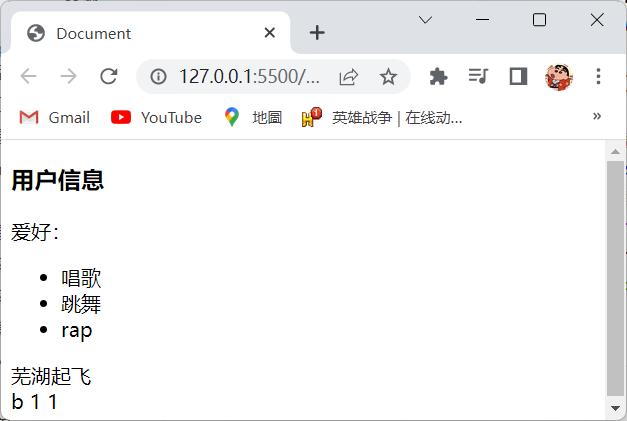 Document
127.0.0.1:5500/...
Gmail YouTube 地圖 英雄战争 | 在线动... »
用户信息
爱好：
• 唱歌
• 跳舞
• rap
芜湖起飞
b 1 1